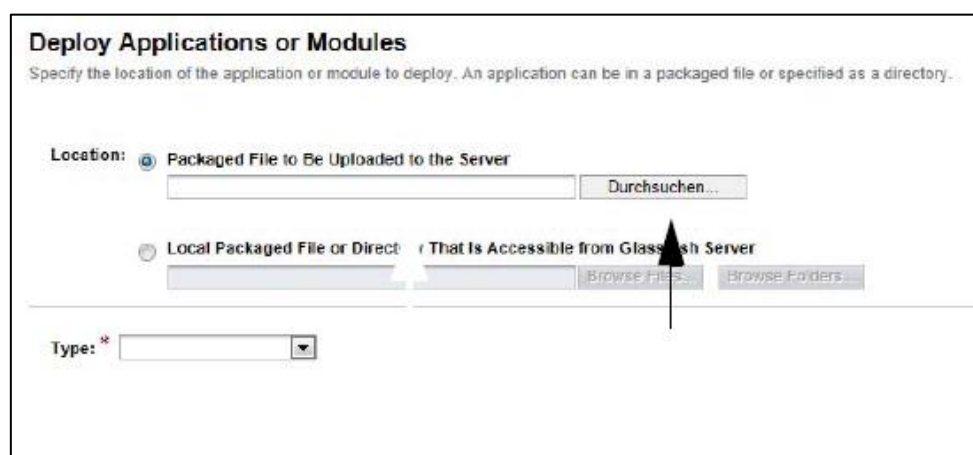 Deploy Applications or Modules
Specify the location of the application or module to deploy. An application can be in a packaged file or specified as a directory.
Location: Packaged File to Be Uploaded to the Server
Durchsuchen...
Local Packaged File or Direct r That Is Accessible from Glass sh Server
Browse Files... Browse Folders...
Type: *